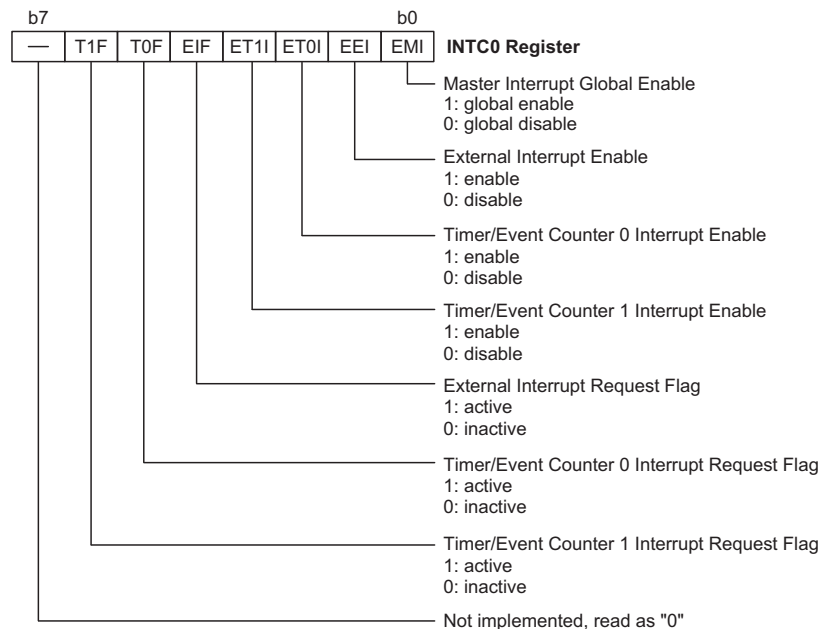 b7 b0
— T1F T0F EIF ET1I ET0I EEI EMI INTC0 Register
Master Interrupt Global Enable
1: global enable
0: global disable
External Interrupt Enable
1: enable
0: disable
Timer/Event Counter 0 Interrupt Enable
1: enable
0: disable
Timer/Event Counter 1 Interrupt Enable
1: enable
0: disable
External Interrupt Request Flag
1: active
0: inactive
Timer/Event Counter 0 Interrupt Request Flag
1: active
0: inactive
Timer/Event Counter 1 Interrupt Request Flag
1: active
0: inactive
Not implemented, read as "0"